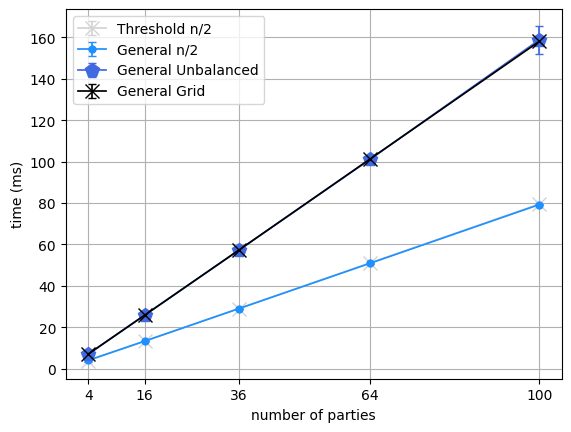 Threshold n/2
General n/2
General Unbalanced
General Grid
time (ms)
160
140
120
100
80
60
40
20
0
4 16 36 64 100
number of parties